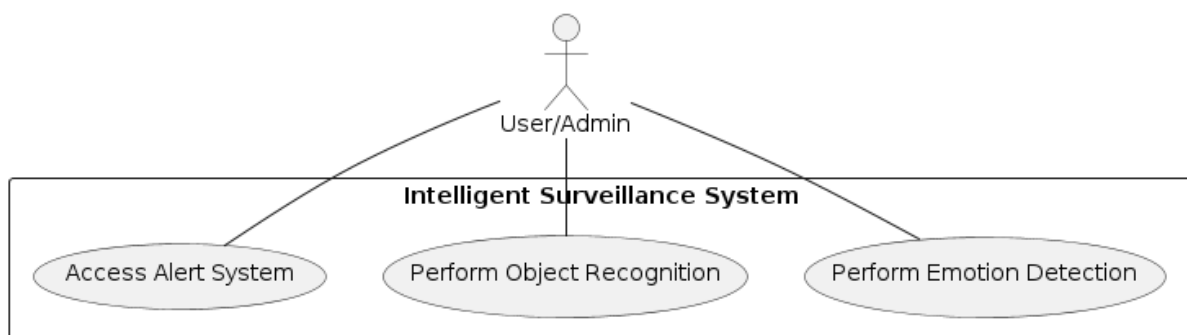 User/Admin
Intelligent Surveillance System
Access Alert System
Perform Object Recognition
Perform Emotion Detection